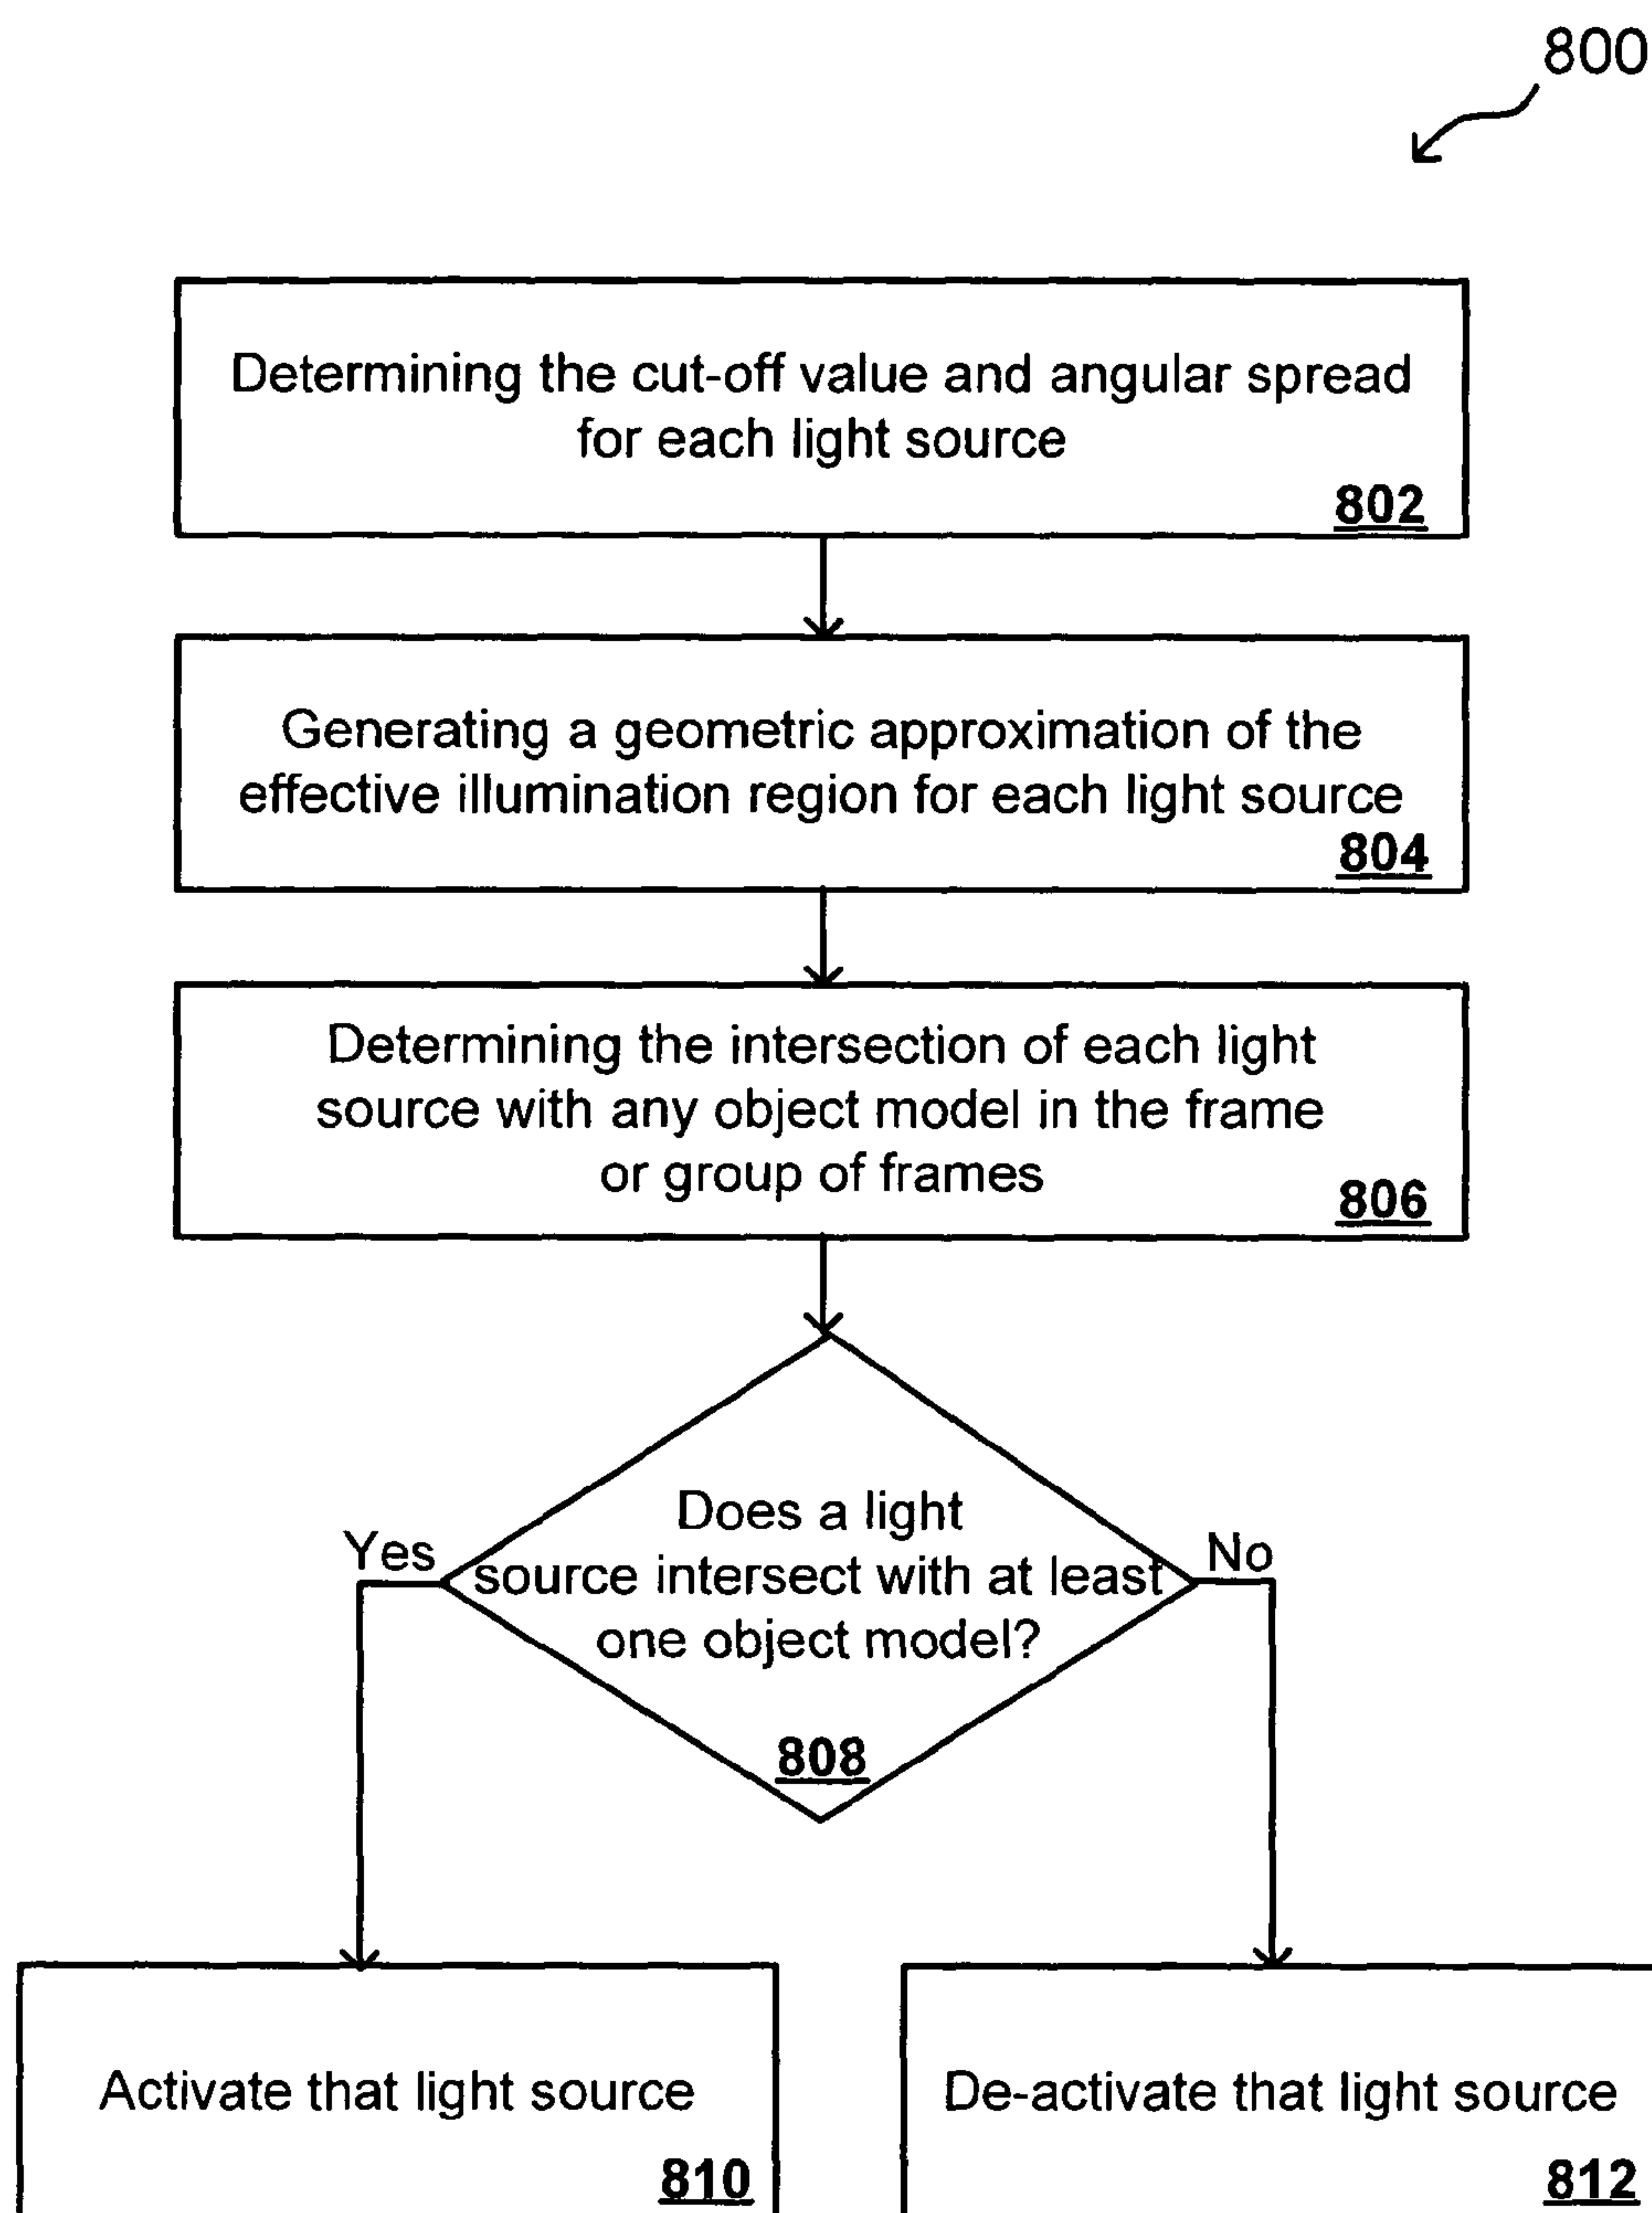 800
Determining the cut-off value and angular spread
for each light source
802
Generating a geometric approximation of the
effective illumination region for each light source
804
Determining the intersection of each light
source with any object model in the frame
or group of frames
806
Does a light
source intersect with at least
one object model?
808
Yes
No
Activate that light source
810
De-activate that light source
812